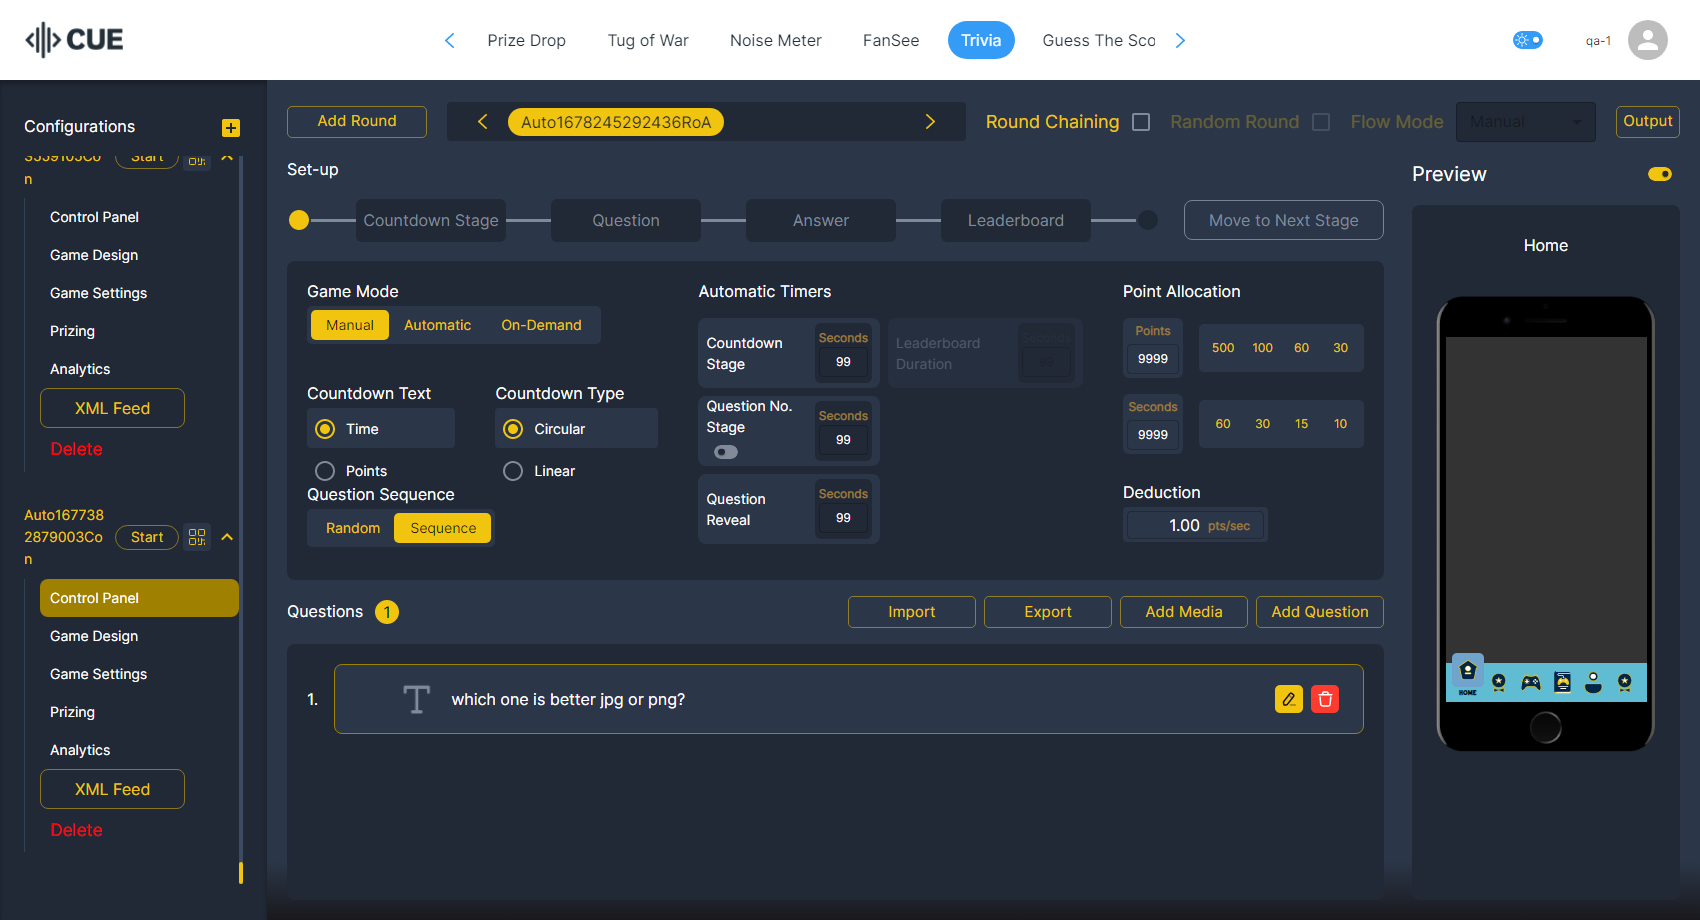 CUE
Prize Drop
Tug of War
Noise Meter
FanSee
Trivia
Guess The Sco
qa-1
Configurations
n
Start
Control Panel
Game Design
Game Settings
Prizing
Analytics
XML Feed
Delete
Auto167738
2879003Co
n
Start
Control Panel
Game Design
Game Settings
Prizing
Analytics
XML Feed
Delete
Add Round
Auto1678245292436RoA
Round Chaining
Random Round
Flow Mode
Manual
Output
Set-up
Countdown Stage
Question
Answer
Leaderboard
Move to Next Stage
Game Mode
Manual
Automatic
On-Demand
Countdown Text
Time
Points
Countdown Type
Circular
Linear
Question Sequence
Random
Sequence
Automatic Timers
Countdown
Stage
Seconds
99
Leaderboard
Duration
Seconds
Question No.
Stage
Seconds
99
Question
Reveal
Seconds
99
Point Allocation
Points
9999
500 100 60 30
Seconds
9999
60 30 15 10
Deduction
1.00 pts/sec
Questions 1
Import
Export
Add Media
Add Question
1.
which one is better jpg or png?
Preview
Home
HOME